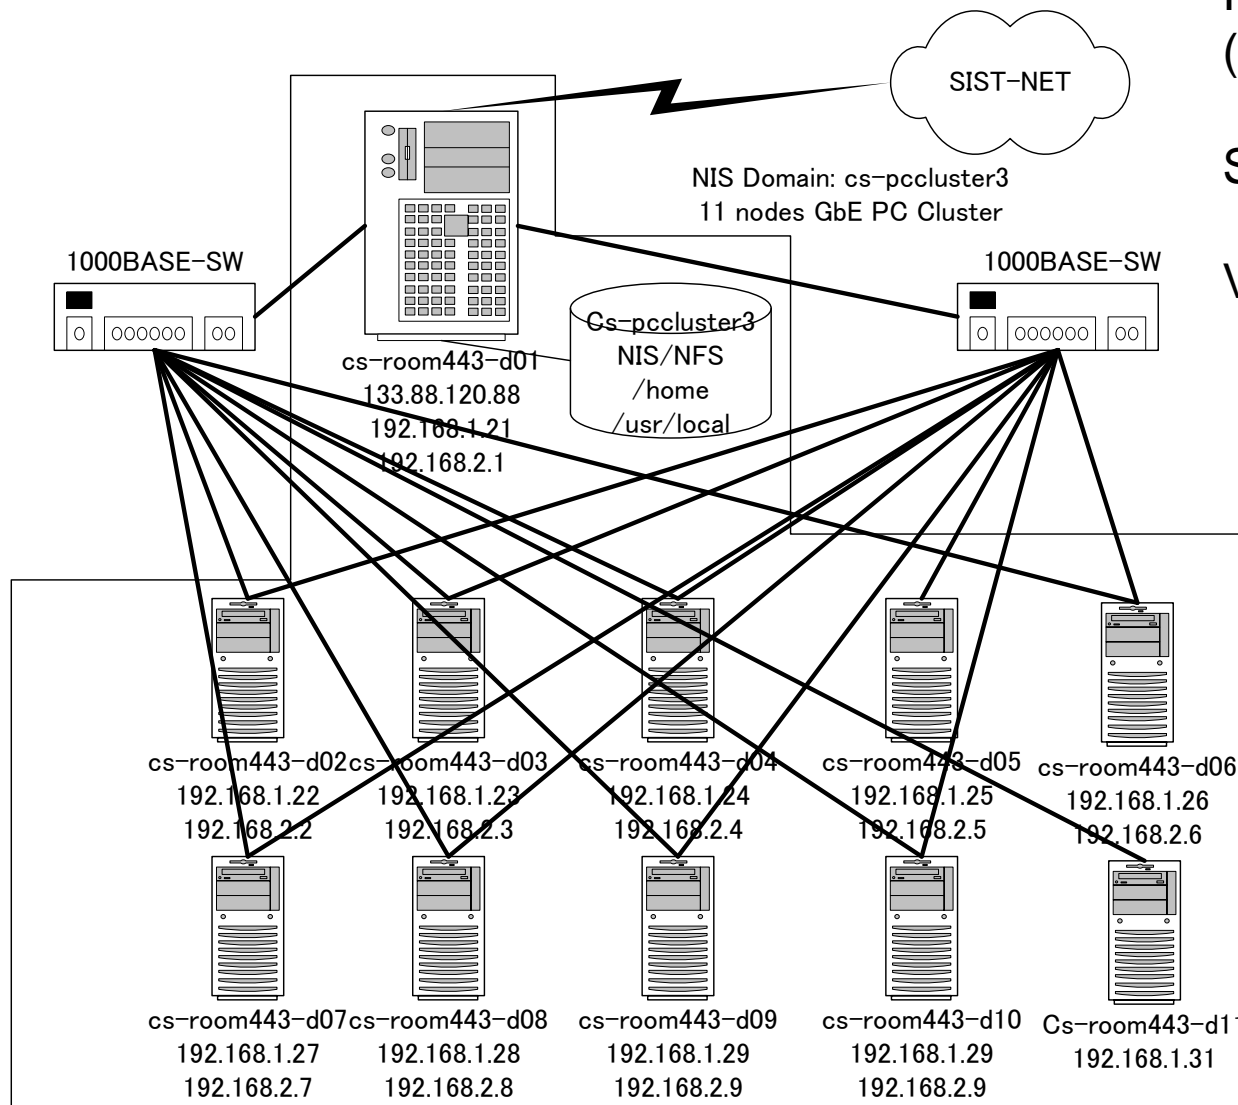 (
SIST-NET
S
NIS Domain: cs-pccluster3
11 nodes GbE PC Cluster
V
1000BASE-SW
1000BASE-SW
Cs-pccluster3
NIS/NFS
/home
/usr/local
cs-room443-d01
133.88.120.88
192.168.1.21
192.168.2.1
cs-room443-d02
192.168.1.22
192.168.2.2
cs-room443-d03
192.168.1.23
192.168.2.3
cs-room443-d04
192.168.1.24
192.168.2.4
cs-room443-d05
192.168.1.25
192.168.2.5
cs-room443-d06
192.168.1.26
192.168.2.6
cs-room443-d07
192.168.1.27
192.168.2.7
cs-room443-d08
192.168.1.28
192.168.2.8
cs-room443-d09
192.168.1.29
192.168.2.9
cs-room443-d10
192.168.1.29
192.168.2.9
Cs-room443-d11
192.168.1.31